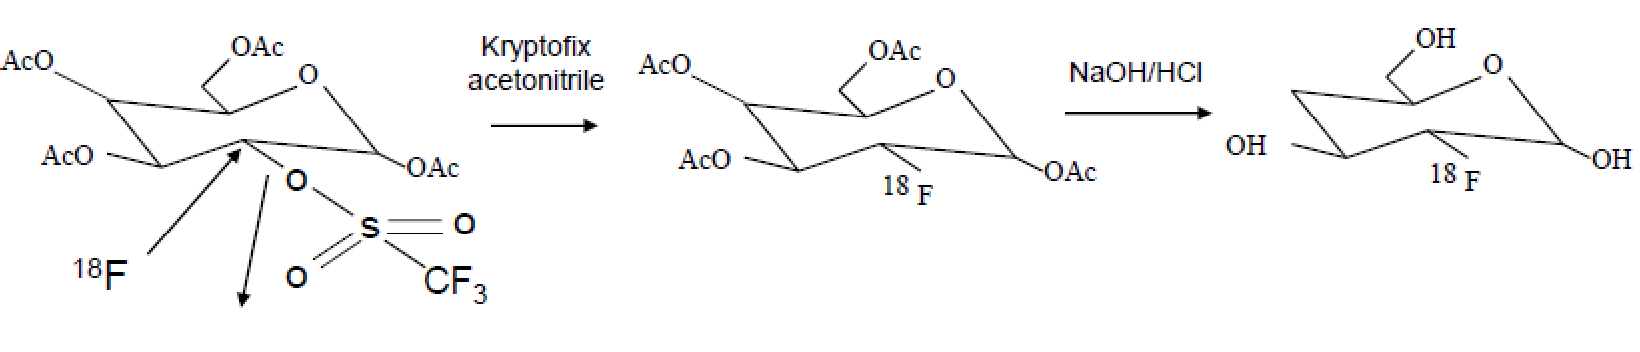 AcO
OAc
O
AcO
OAc
O
S
O
O
CF3
18F
Kryptofix
acetonitrile
AcO
OAc
O
AcO
OAc
18 F
NaOH/HCl
OH
O
OH
OH
18 F